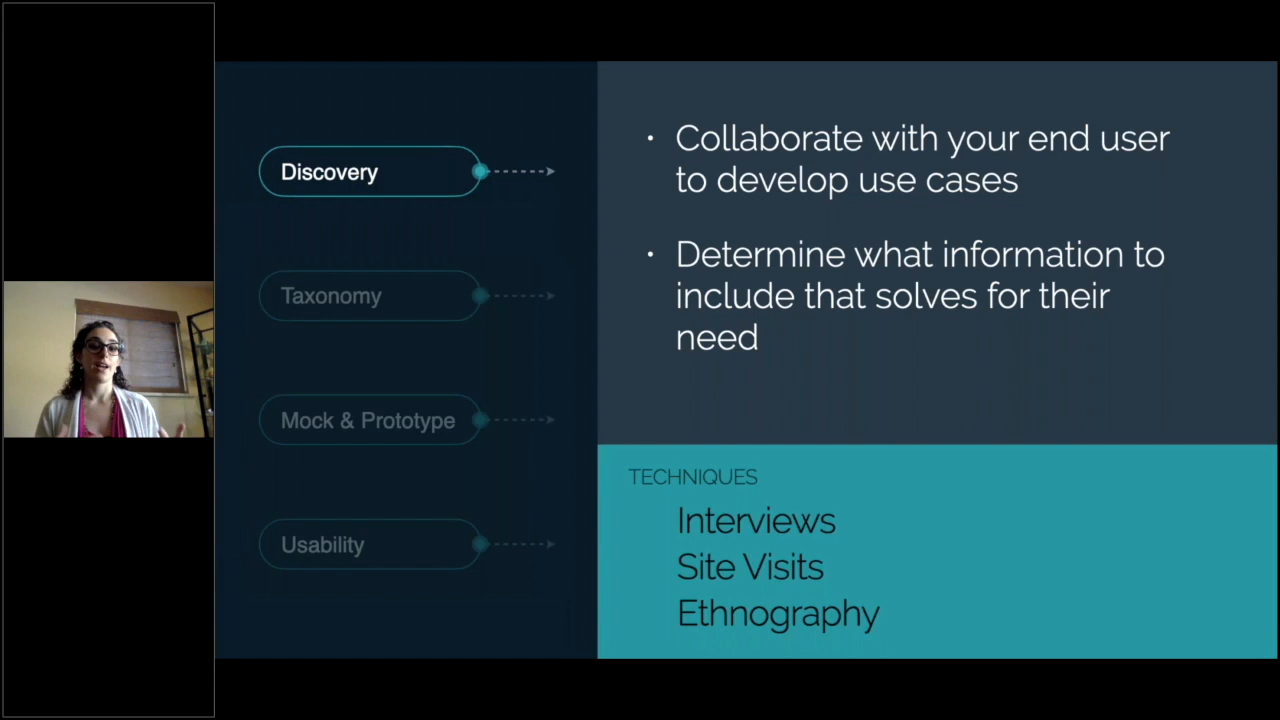 Discovery
Taxonomy
Mock & Prototype
Usability
• Collaborate with your end user
to develop use cases
• Determine what information to
include that solves for their
need
TECHNIQUES
Interviews
Site Visits
Ethnography